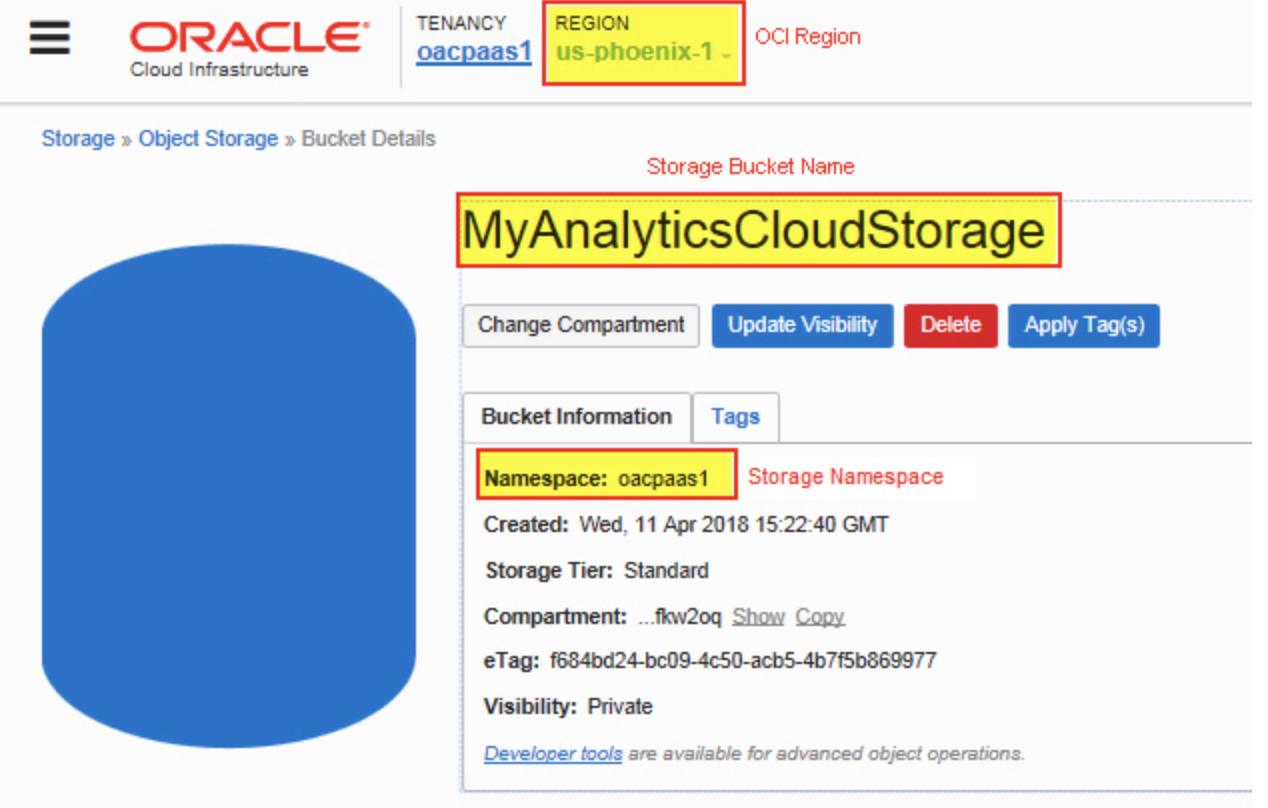 ORACLE
Cloud Infrastructure
TENANCY
oacpaas1
REGION
us-phoenix-1
OCI Region
Storage » Object Storage » Bucket Details
Storage Bucket Name
MyAnalyticsCloudStorage
Change Compartment Update Visibility Delete Apply Tag(s)
Bucket Information Tags
Namespace: oacpaas1 Storage Namespace
Created: Wed, 11 Apr 2018 15:22:40 GMT
Storage Tier: Standard
Compartment: ...fkw2oq Show Copy
eTag: f684bd24-bc09-4c50-acb5-4b7f5b869977
Visibility: Private
Developer tools are available for advanced object operations.